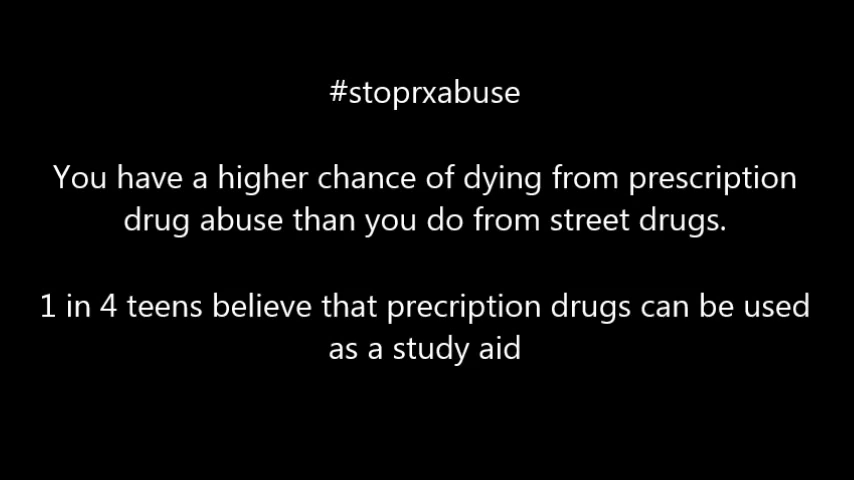 #stoprxabuse
You have a higher chance of dying from prescription
drug abuse than you do from street drugs.
1 in 4 teens believe that precription drugs can be used
as a study aid